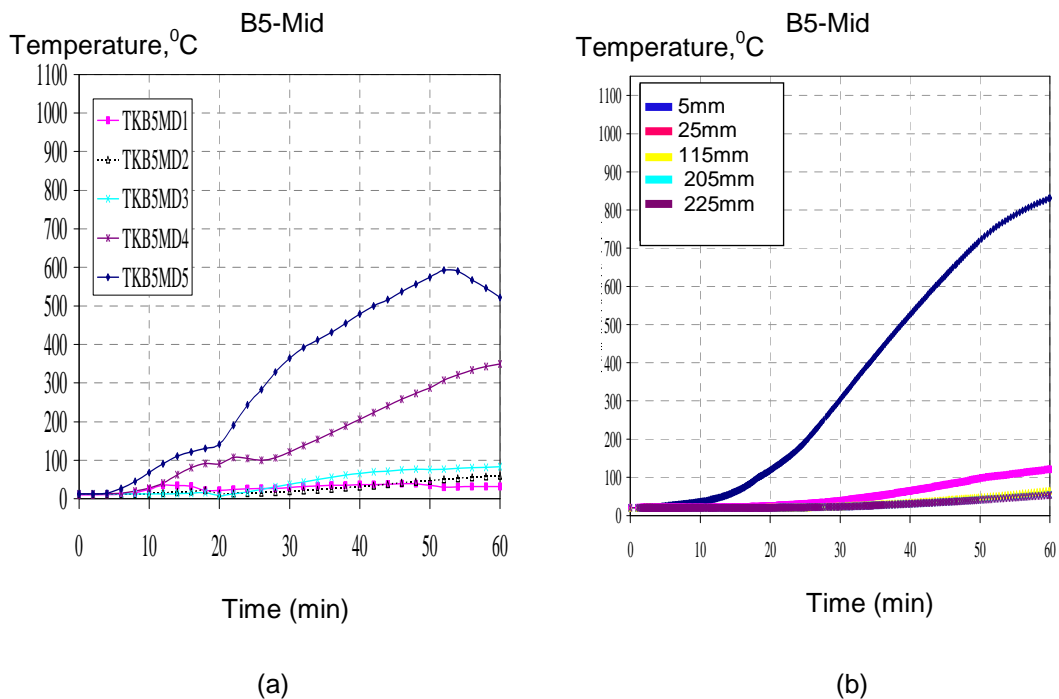 B5-Mid
Temperature,⁰C
1100
1000
900
800
700
600
500
400
300
200
100
0
TKB5MD1
TKB5MD2
TKB5MD3
TKB5MD4
TKB5MD5
0 10 20 30 40 50 60
Time (min)
(a)
B5-Mid
Temperature,⁰C
1100
1000
900
800
700
600
500
400
300
200
100
0
5mm
25mm
115mm
205mm
225mm
0 10 20 30 40 50 60
Time (min)
(b)